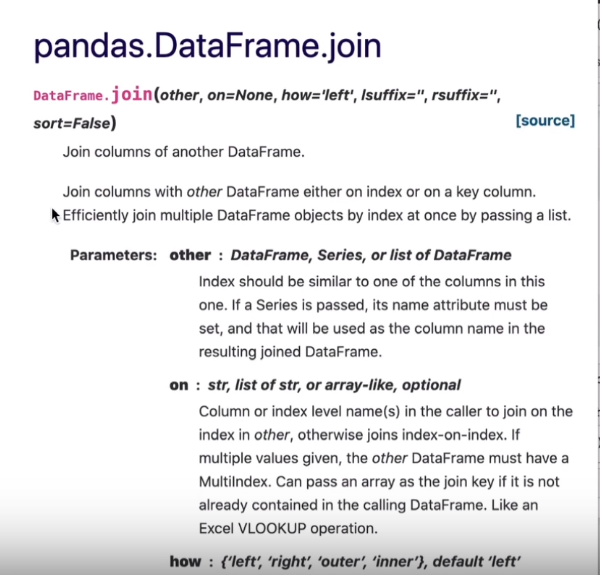 pandas.DataFrame.join
DataFrame.join(other, on=None, how='left', lsuffix='', rsuffix='',
sort=False) [source]
Join columns of another DataFrame.
Join columns with other DataFrame either on index or on a key column.
Efficiently join multiple DataFrame objects by index at once by passing a list.
Parameters: other : DataFrame, Series, or list of DataFrame
Index should be similar to one of the columns in this
one. If a Series is passed, its name attribute must be
set, and that will be used as the column name in the
resulting joined DataFrame.
on : str, list of str, or array-like, optional
Column or index level name(s) in the caller to join on the
index in other, otherwise joins index-on-index. If
multiple values given, the other DataFrame must have a
MultiIndex. Can pass an array as the join key if it is not
already contained in the calling DataFrame. Like an
Excel VLOOKUP operation.
how : {'left', 'right', 'outer', 'inner'}, default 'left'